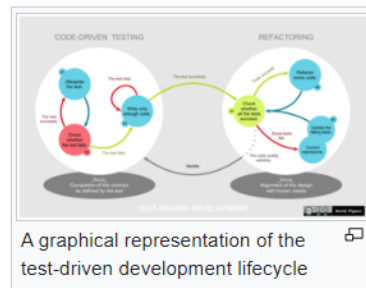 CODE-DRIVEN TESTING
REFACTORING
(Re)write
the test
The test fails
Write only
enough code
The test
succeeds
Check
whether
the test fails
The test fails
The test succeeds
Check
whether
all the tests
succeed
Tests succeed
Refactor
some code
Some tests
fail
Update the
failing tests
Correct
regressions
The code quality
satisfies
Iterate
Focus
Completion of the contract
as defined by the test
Focus
Alignment of the design
with known needs
TEST-DRIVEN DEVELOPMENT
Xavier Pigeon
A graphical representation of the
test-driven development lifecycle